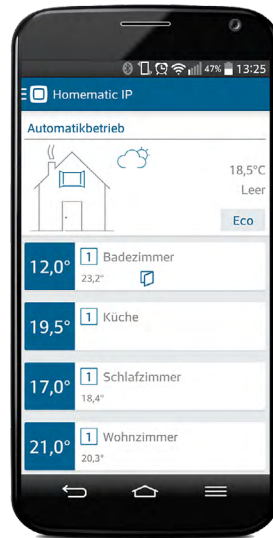 47% 13:25
Homematic IP
Automatikbetrieb
18,5°C
Leer
Eco
12,0° 1 Badezimmer
23,2°
19,5° 1 Küche
17,0° 1 Schlafzimmer
18,4°
21,0° 1 Wohnzimmer
20,3°